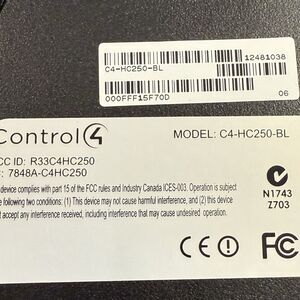 12481038
C4-HC250-BL
000FFF15F70D 06
Control4
MODEL: C4-HC250-BL
CC ID: R33C4HC250
: 7848A-C4HC250
device complies with part 15 of the FCC rules and Industry Canada ICES-003. Operation is subject
e following two conditions: (1) This device may not cause harmful interference, and (2) this device
t accept any interference received, including interference that may cause undesired operation.
N1743
Z703
CE FC